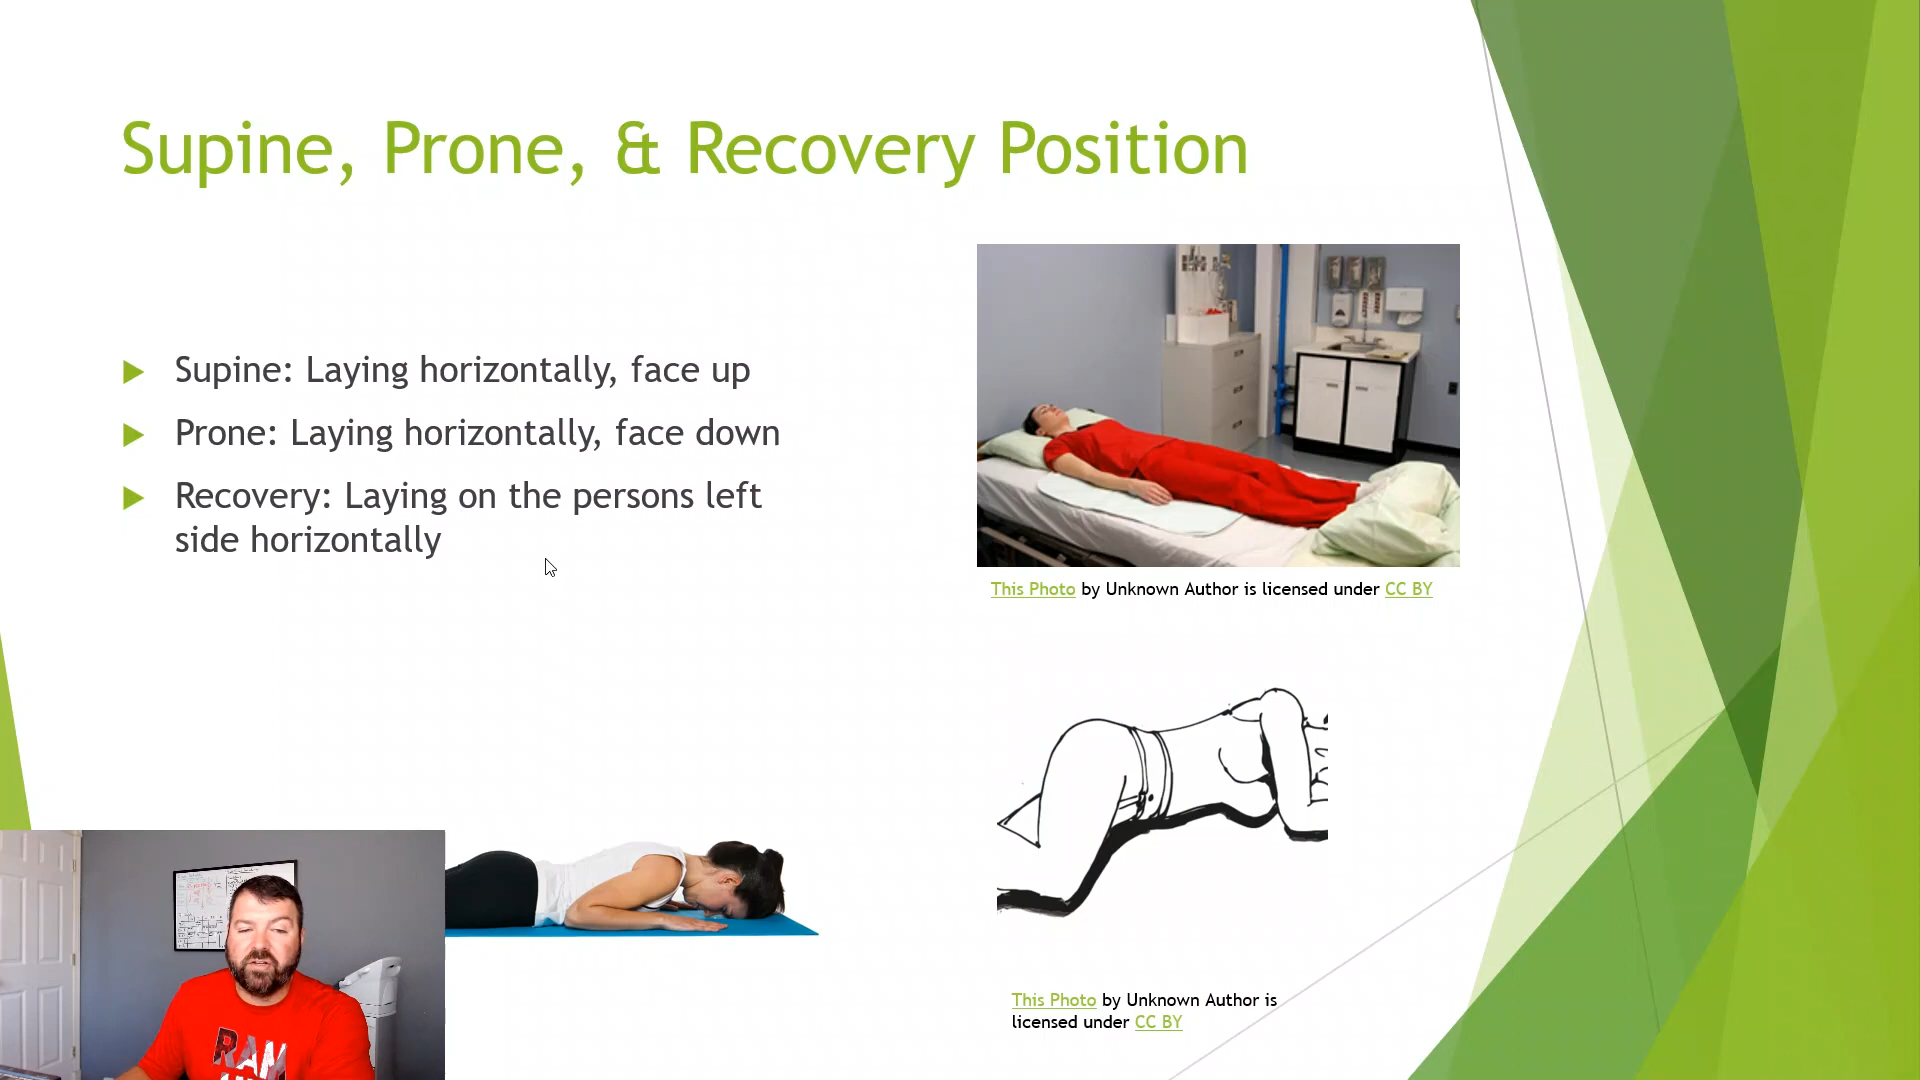 Supine, Prone, & Recovery Position
Supine: Laying horizontally, face up
Prone: Laying horizontally, face down
Recovery: Laying on the persons left
side horizontally
This Photo by Unknown Author is licensed under CC BY
This Photo by Unknown Author is
licensed under CC BY
RAM